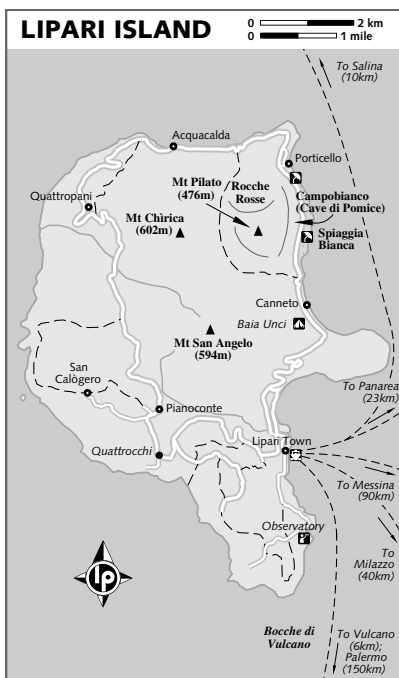 LIPARI ISLAND
0 2 km
0 1 mile
To Salina
(10km)
Acquacalda
Porticello
Mt Pilato
(476m)
Rocche
Rosse
Campobianco
(Cave di Pomice)
Quattropani
Mt Chìrica
(602m)
Spiaggia
Bianca
Canneto
Baia Unci
Mt San Angelo
(594m)
San
Calògero
To Panarea
(23km)
Pianoconte
Quattrocchi
Lipari Town
To Messina
(90km)
Observatory
To
Milazzo
(40km)
lp
Bocche di
Vulcano
To Vulcano
(6km);
Palermo
(150km)